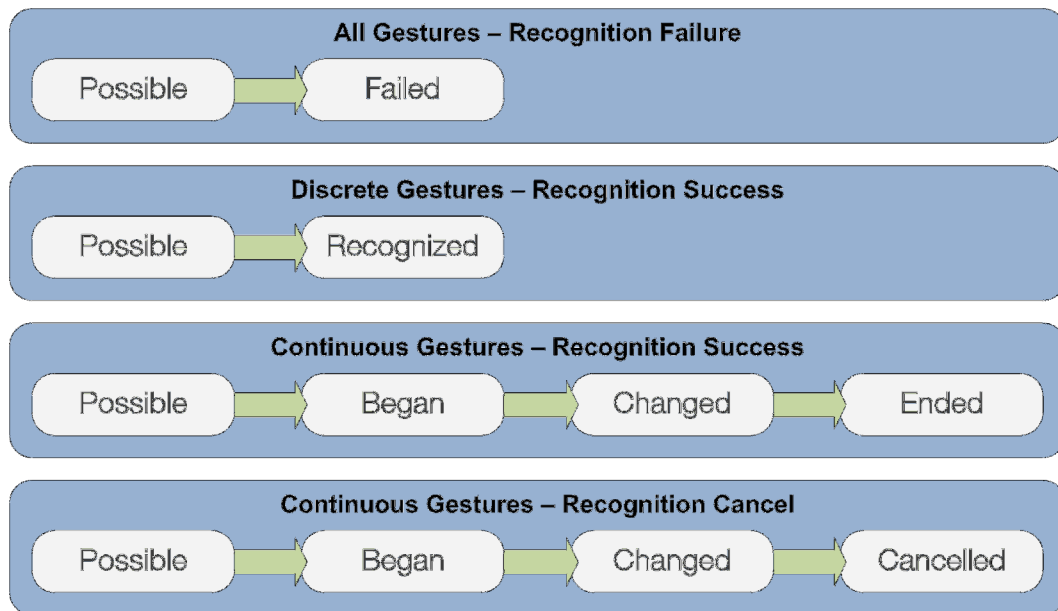 All Gestures – Recognition Failure
Possible Failed
Discrete Gestures – Recognition Success
Possible Recognized
Continuous Gestures – Recognition Success
Possible Began Changed Ended
Continuous Gestures – Recognition Cancel
Possible Began Changed Cancelled